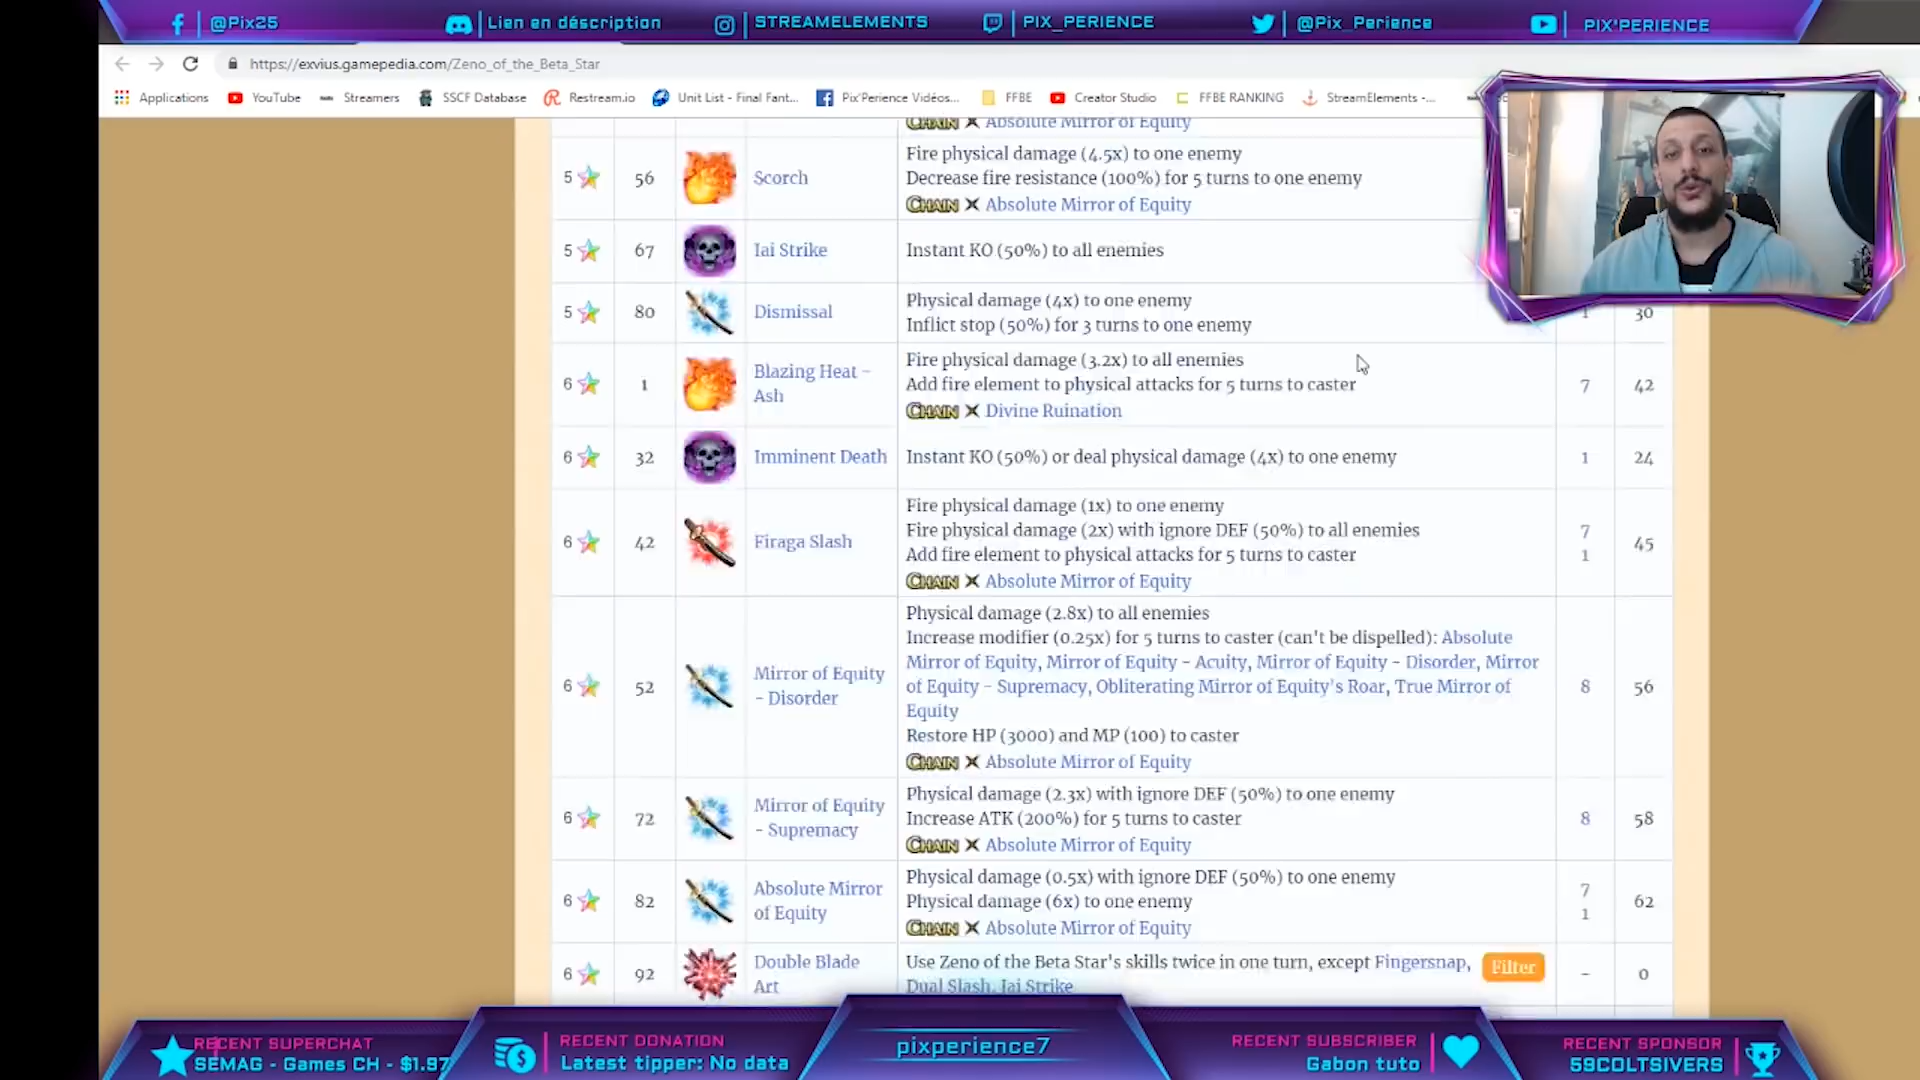 @Pix25
Lien en déscription
STREAMELEMENTS
PIX_PERIENCE
@Pix_Perience
PIX'PERIENCE
https://exvius.gamepedia.com/Zeno_of_the_Beta_Star
Applications
YouTube
Streamers
SSCF Database
Restream.io
Unit List - Final Fant...
Pix'Perience Vidéos...
FFBE
Creator Studio
FFBE RANKING
StreamElements -...
CHAIN Absolute Mirror of Equity
5 56 Scorch
Fire physical damage (4.5x) to one enemy
Decrease fire resistance (100%) for 5 turns to one enemy
CHAIN Absolute Mirror of Equity
5 67 Iai Strike
Instant KO (50%) to all enemies
5 80 Dismissal
Physical damage (4x) to one enemy
Inflict stop (50%) for 3 turns to one enemy
1 30
6 1 Blazing Heat -
Ash
Fire physical damage (3.2x) to all enemies
Add fire element to physical attacks for 5 turns to caster
CHAIN Divine Ruination
7 42
6 32 Imminent Death
Instant KO (50%) or deal physical damage (4x) to one enemy
1 24
6 42 Firaga Slash
Fire physical damage (1x) to one enemy
Fire physical damage (2x) with ignore DEF (50%) to all enemies
Add fire element to physical attacks for 5 turns to caster
CHAIN Absolute Mirror of Equity
7
1
45
6 52 Mirror of Equity
- Disorder
Physical damage (2.8x) to all enemies
Increase modifier (0.25x) for 5 turns to caster (can't be dispelled): Absolute
Mirror of Equity, Mirror of Equity - Acuity, Mirror of Equity - Disorder, Mirror
of Equity - Supremacy, Obliterating Mirror of Equity's Roar, True Mirror of
Equity
Restore HP (3000) and MP (100) to caster
CHAIN Absolute Mirror of Equity
8 56
6 72 Mirror of Equity
- Supremacy
Physical damage (2.3x) with ignore DEF (50%) to one enemy
Increase ATK (200%) for 5 turns to caster
CHAIN Absolute Mirror of Equity
8 58
6 82 Absolute Mirror
of Equity
Physical damage (0.5x) with ignore DEF (50%) to one enemy
Physical damage (6x) to one enemy
CHAIN Absolute Mirror of Equity
7
1
62
6 92 Double Blade
Art
Use Zeno of the Beta Star's skills twice in one turn, except Fingersnap,
Dual Slash, Iai Strike
Filter
- 0
RECENT SUPERCHAT
SEMAG - Games CH - $1.97
RECENT DONATION
Latest tipper: No data
pixperience7
RECENT SUBSCRIBER
Gabon tuto
RECENT SPONSOR
59COLTSIVERS